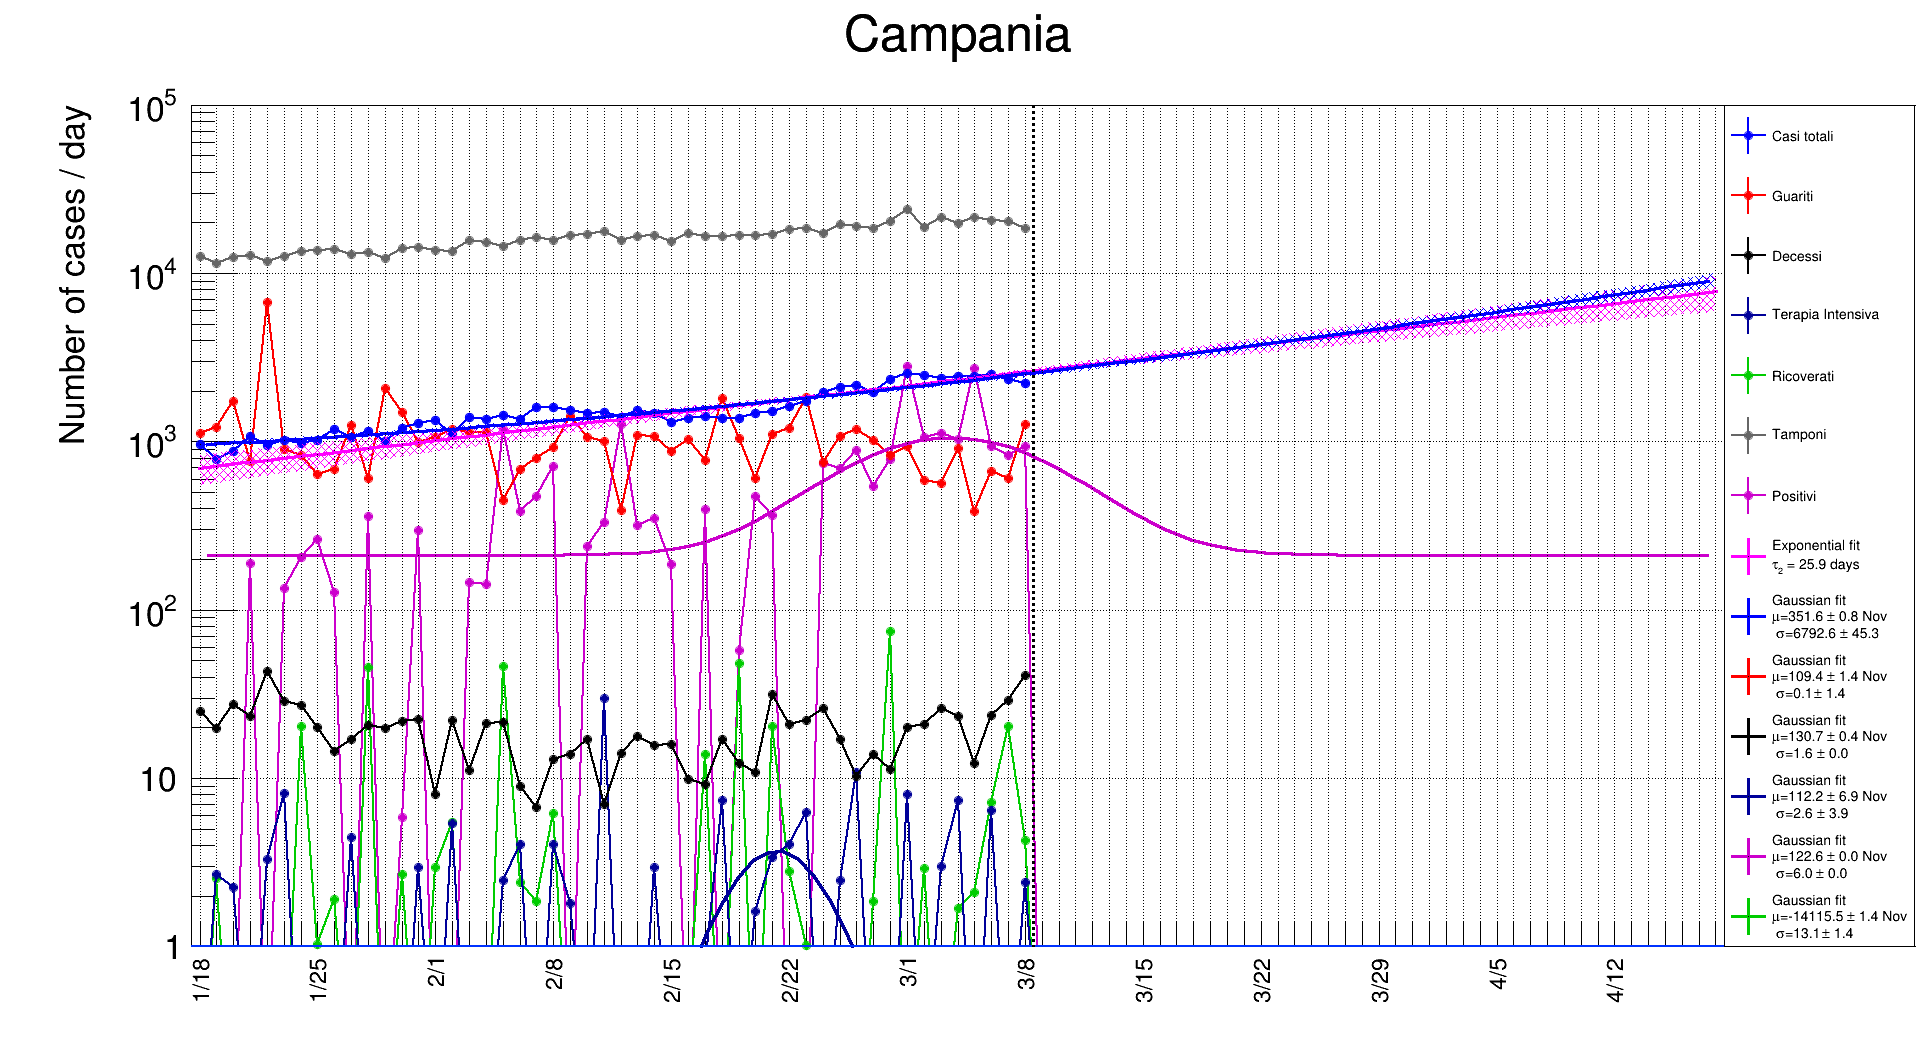 Campania
Number of cases / day
10^5
10^4
10^3
10^2
10
1
1/18
1/25
2/1
2/8
2/15
2/22
3/1
3/8
3/15
3/22
3/29
4/5
4/12
Casi totali
Guariti
Decessi
Terapia Intensiva
Ricoverati
Tamponi
Positivi
Exponential fit
τ₂ = 25.9 days
Gaussian fit
μ=351.6 ± 0.8 Nov
σ=6792.6 ± 45.3
Gaussian fit
μ=109.4 ± 1.4 Nov
σ=0.1 ± 1.4
Gaussian fit
μ=130.7 ± 0.4 Nov
σ=1.6 ± 0.0
Gaussian fit
μ=112.2 ± 6.9 Nov
σ=2.6 ± 3.9
Gaussian fit
μ=122.6 ± 0.0 Nov
σ=6.0 ± 0.0
Gaussian fit
μ=-14115.5 ± 1.4 Nov
σ=13.1 ± 1.4